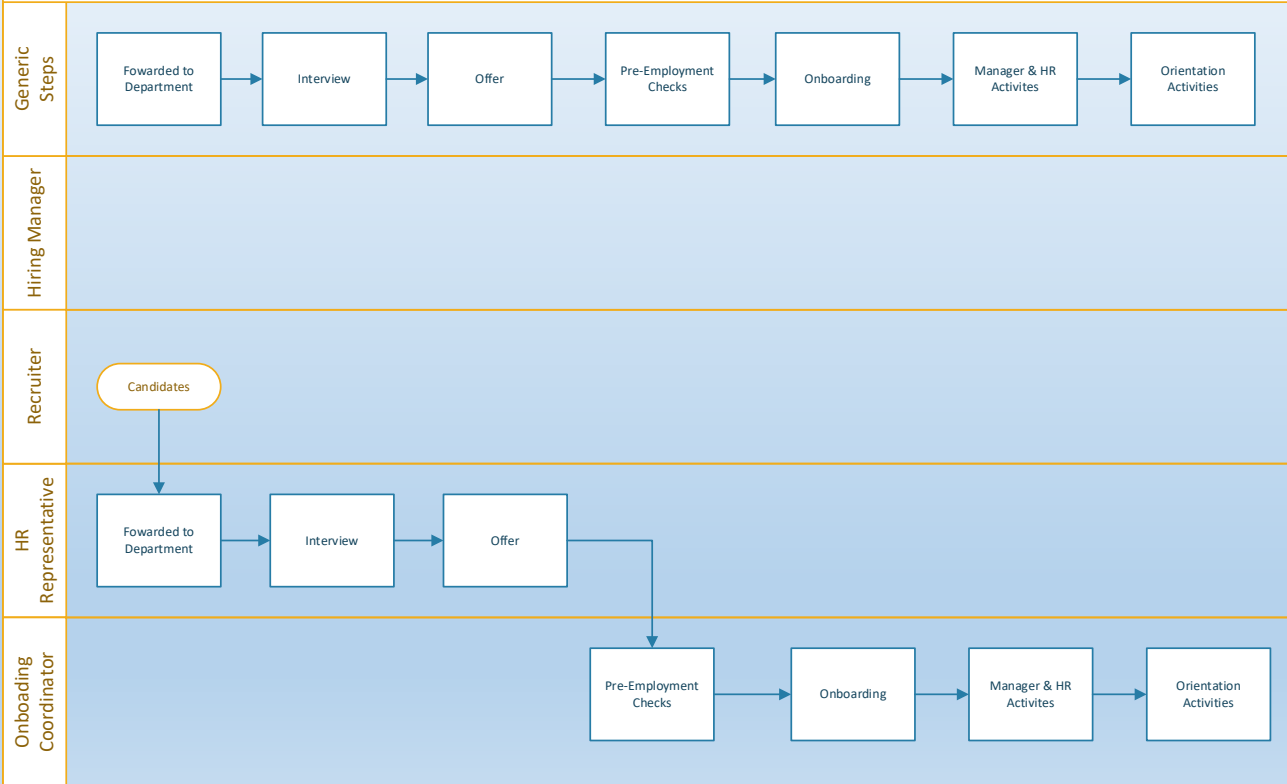 Generic
Steps
Fowarded to
Department
Interview
Offer
Pre-Employment
Checks
Onboarding
Manager & HR
Activites
Orientation
Activities
Hiring Manager
Recruiter
Candidates
HR
Representative
Fowarded to
Department
Interview
Offer
Onboading
Coordinator
Pre-Employment
Checks
Onboarding
Manager & HR
Activites
Orientation
Activities